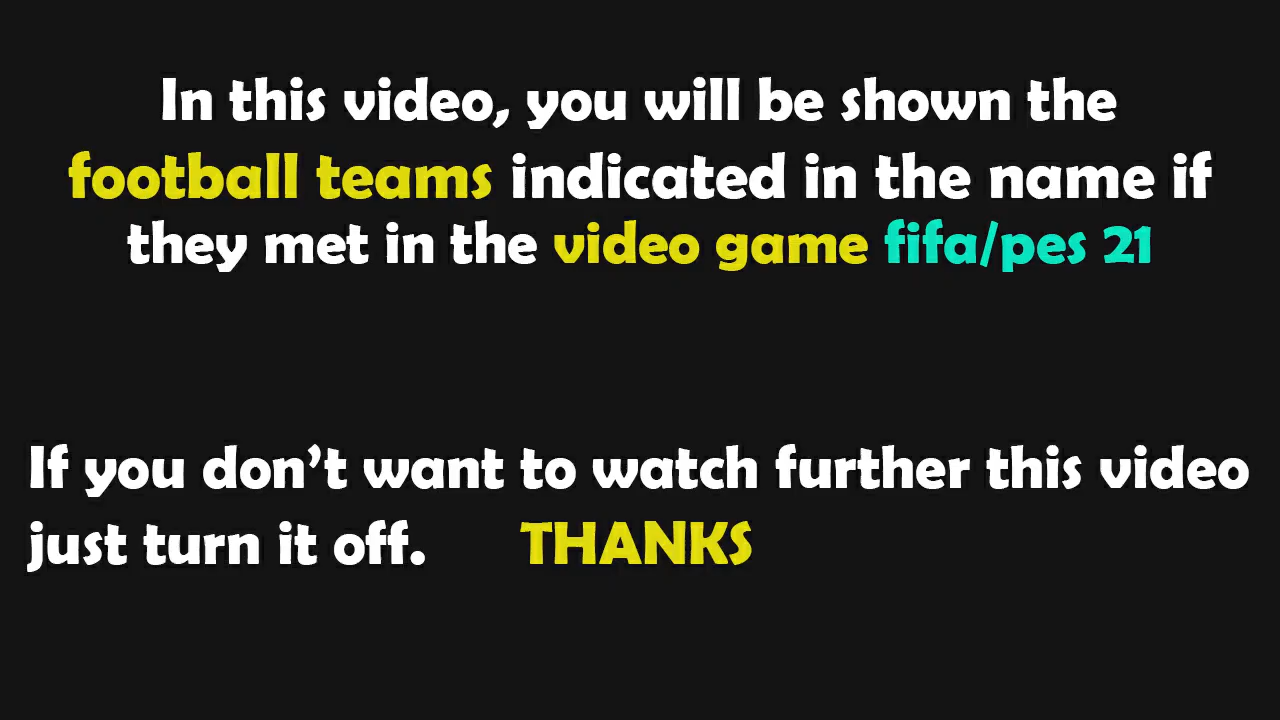 In this video, you will be shown the
football teams indicated in the name if
they met in the video game fifa/pes 21
If you don’t want to watch further this video
just turn it off. THANKS